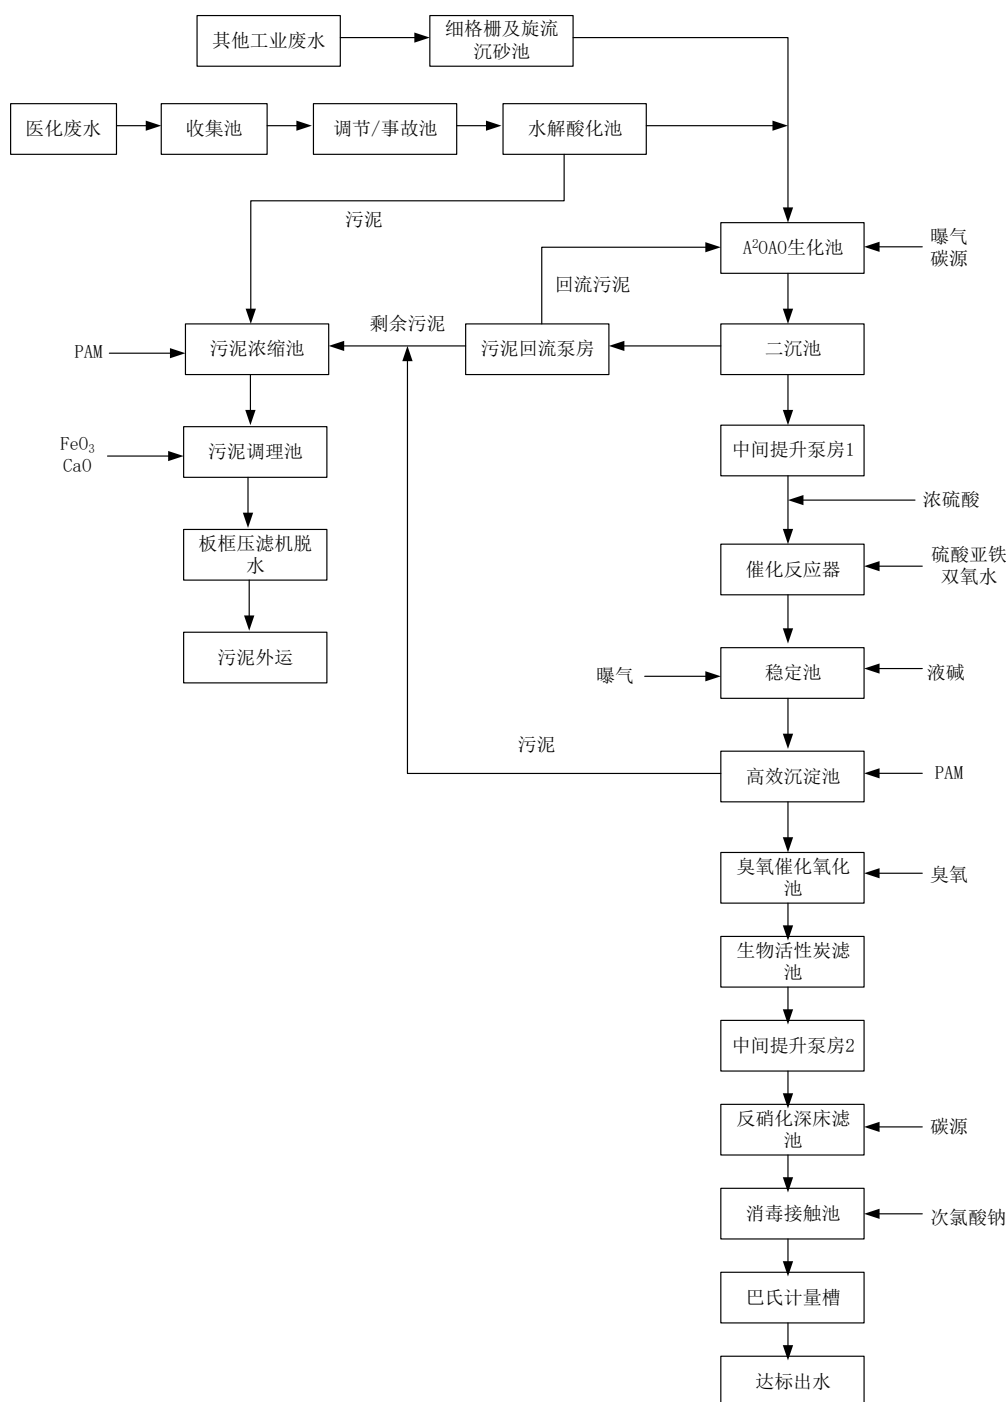 其他工业废水
细格栅及旋流
沉砂池
医化废水
收集池
调节/事故池
水解酸化池
污泥
A²OAO生化池
曝气
碳源
回流污泥
剩余污泥
PAM
污泥浓缩池
污泥回流泵房
二沉池
FeO₃
CaO
污泥调理池
中间提升泵房1
浓硫酸
板框压滤机脱
水
催化反应器
硫酸亚铁
双氧水
污泥外运
曝气
稳定池
液碱
污泥
高效沉淀池
PAM
臭氧催化氧化
池
臭氧
生物活性炭滤
池
中间提升泵房2
反硝化深床滤
池
碳源
消毒接触池
次氯酸钠
巴氏计量槽
达标出水